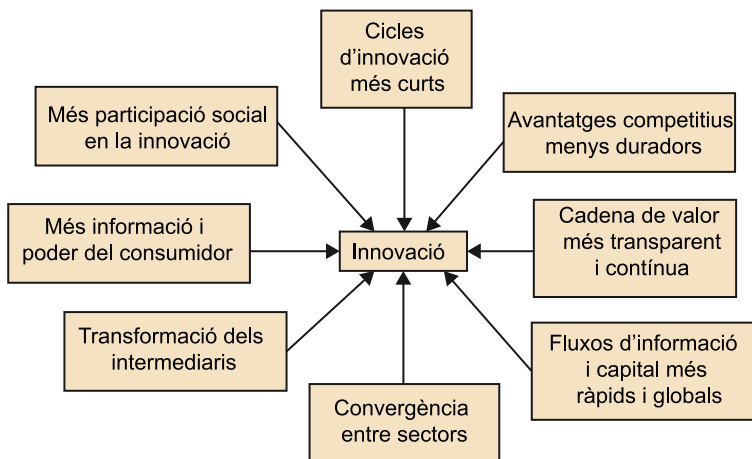 Cicles
d’innovació
més curts
Més participació social
en la innovació
Avantatges competitius
menys duradors
Més informació i
poder del consumidor
Innovació
Cadena de valor
més transparent
i contínua
Transformació dels
intermediaris
Fluxos d’informació
i capital més
ràpids i globals
Convergència
entre sectors